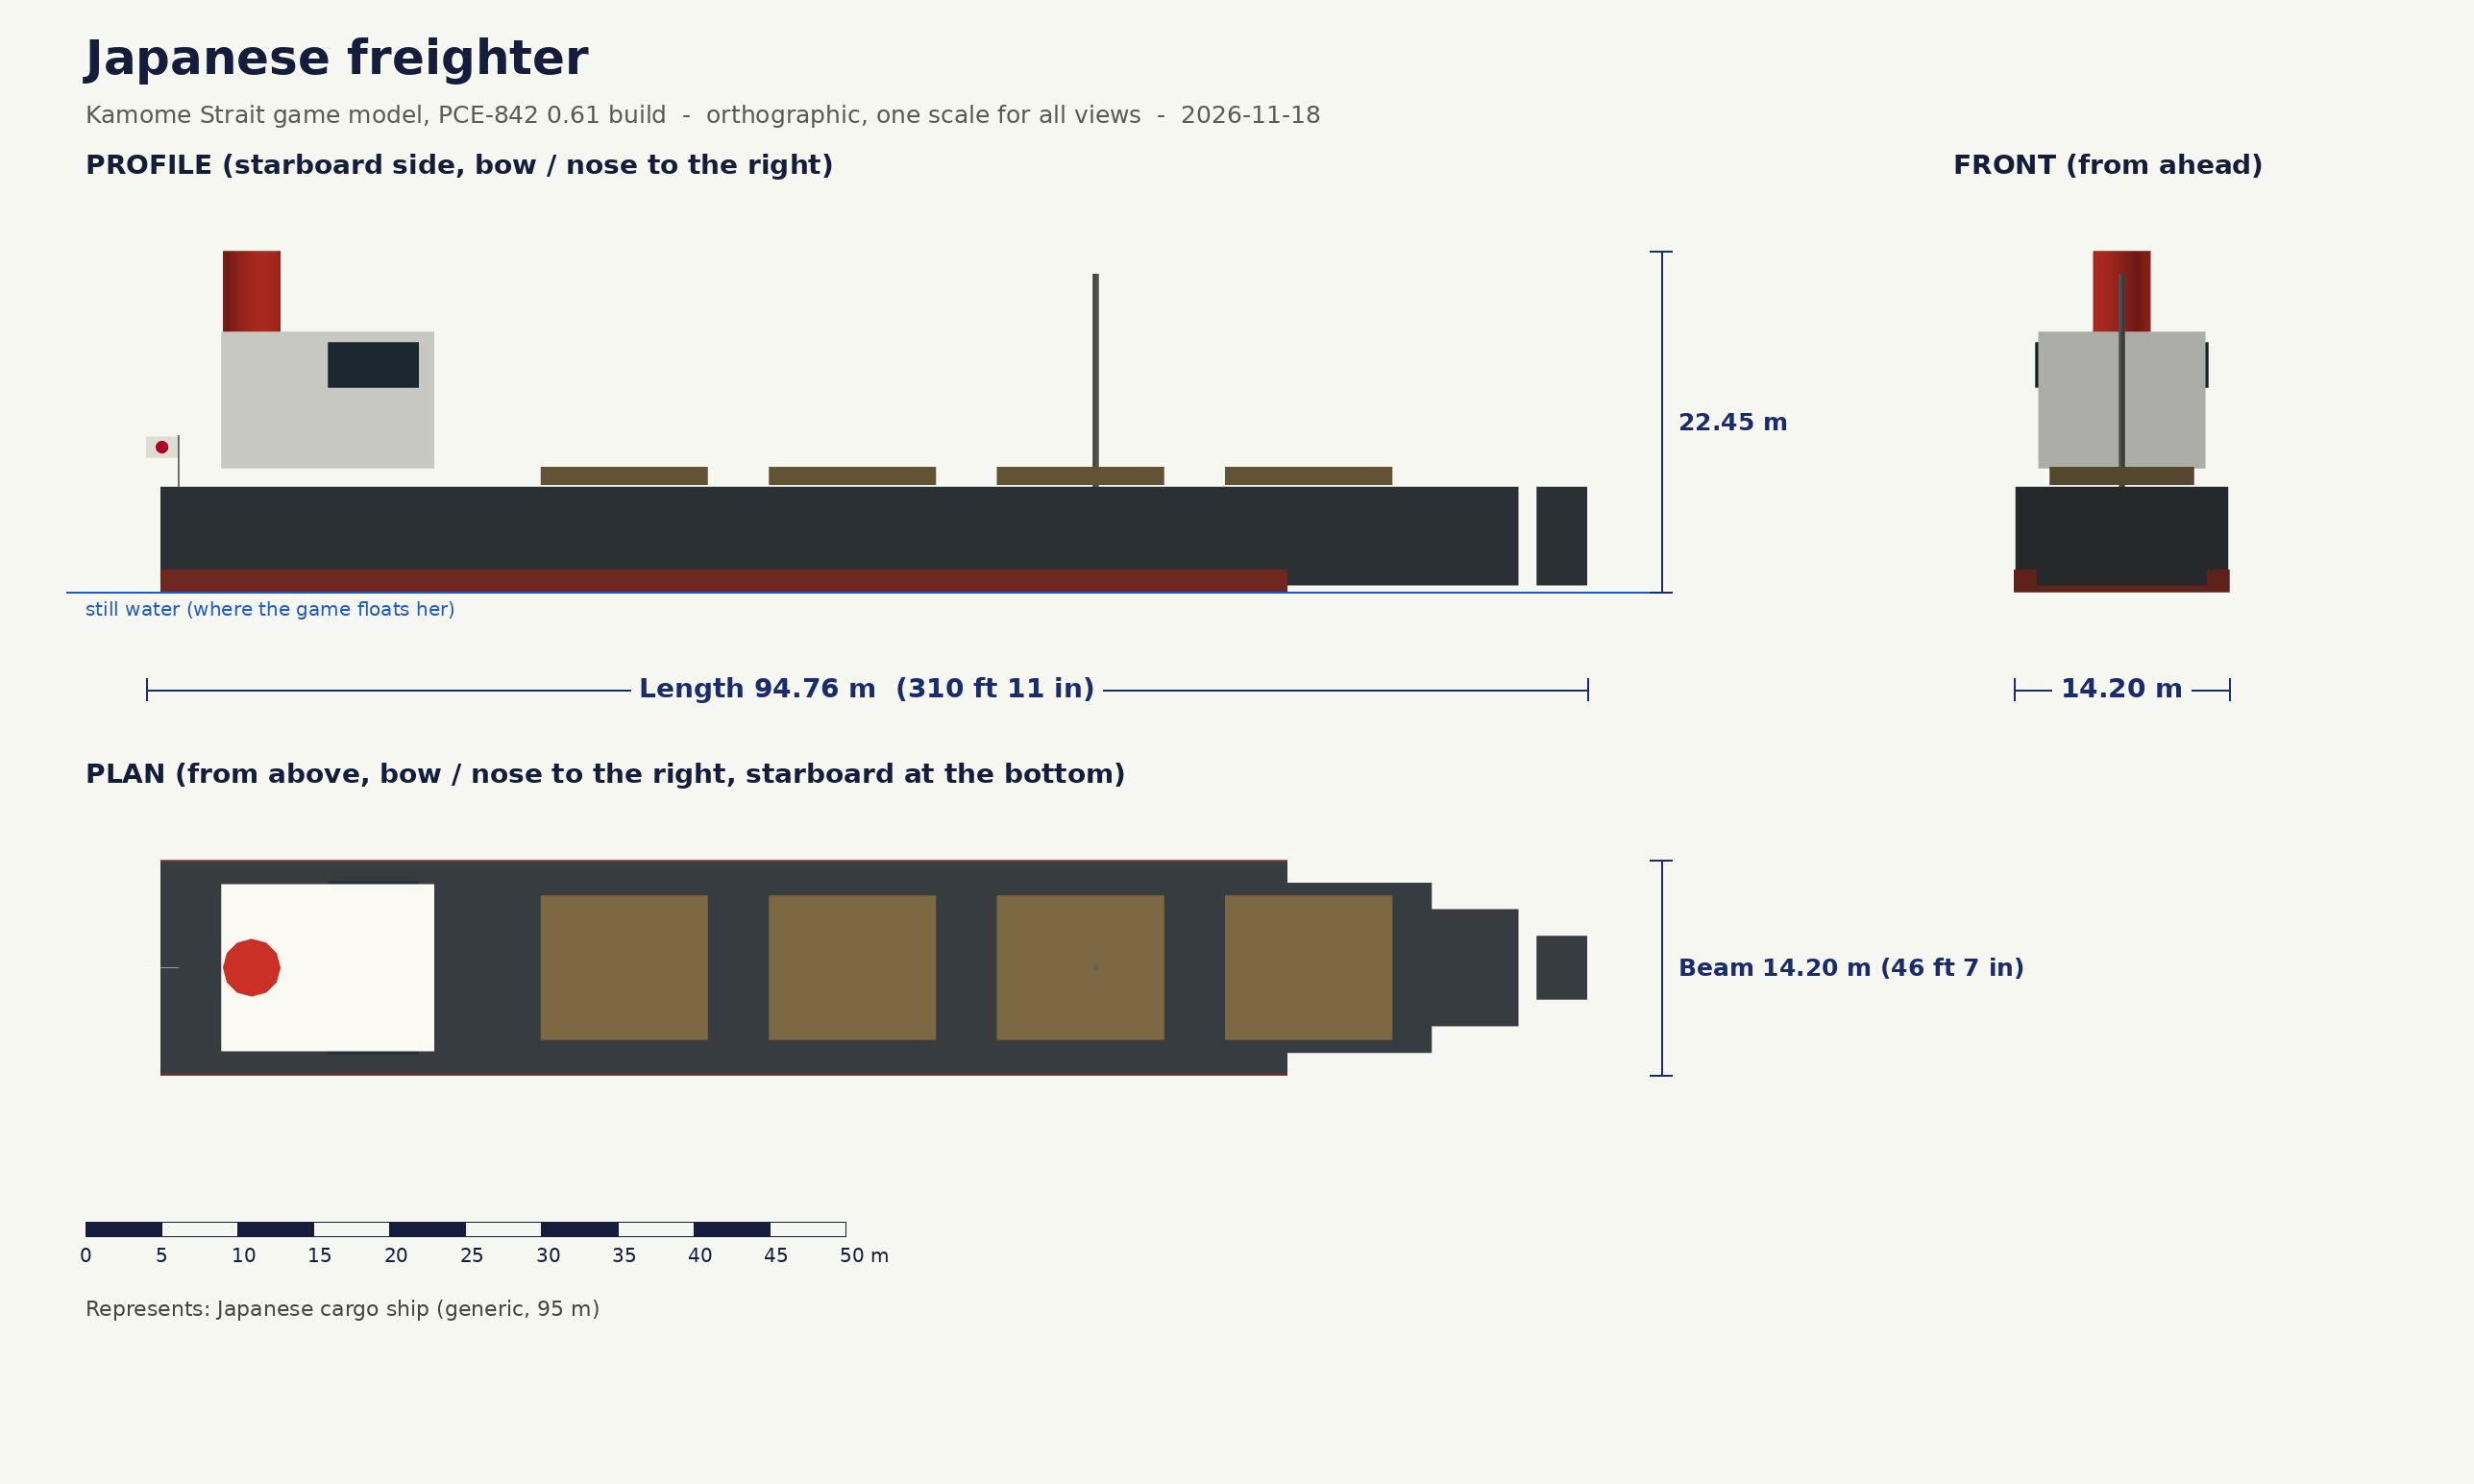 Japanese freighter
Kamome Strait game model, PCE-842 0.61 build  -  orthographic, one scale for all views  -  2026-11-18
PROFILE (starboard side, bow / nose to the right)
FRONT (from ahead)
22.45 m
still water (where the game floats her)
Length 94.76 m  (310 ft 11 in)
14.20 m
PLAN (from above, bow / nose to the right, starboard at the bottom)
Beam 14.20 m (46 ft 7 in)
0 5 10 15 20 25 30 35 40 45 50 m
Represents: Japanese cargo ship (generic, 95 m)